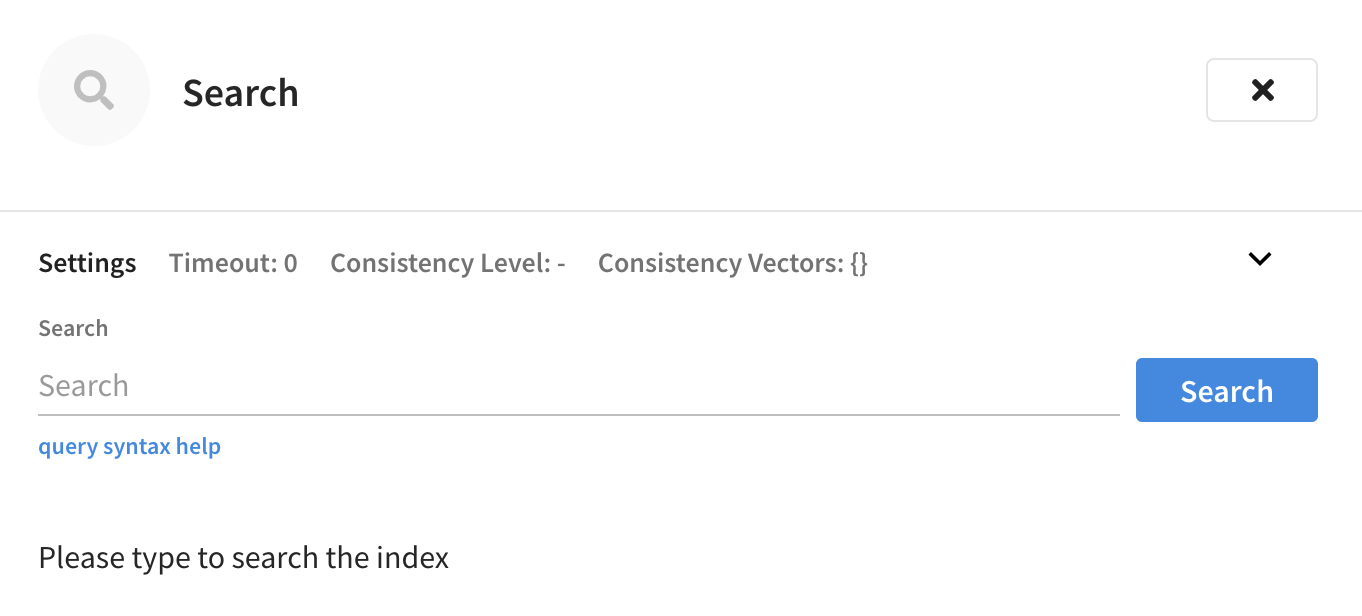 Search
Settings Timeout: 0 Consistency Level: - Consistency Vectors: {}
Search
Search
Search
query syntax help
Please type to search the index